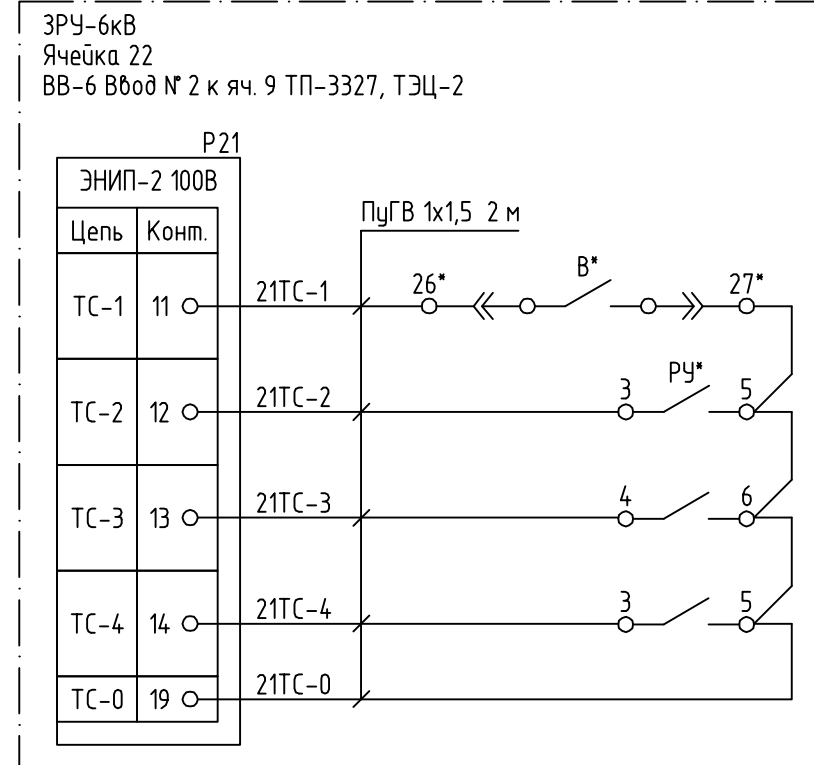 ЗРУ-6кВ
Ячейка 22
ВВ-6 Ввод № 2 к яч. 9 ТП-3327, ТЭЦ-2
Р21
ЭНИП-2 100В
Цепь Конт.
ПуГВ 1х1,5 2 м
ТС-1 11 21ТС-1 26* В* 27*
ТС-2 12 21ТС-2 3 РУ* 5
ТС-3 13 21ТС-3 4 6
ТС-4 14 21ТС-4 3 5
ТС-0 19 21ТС-0